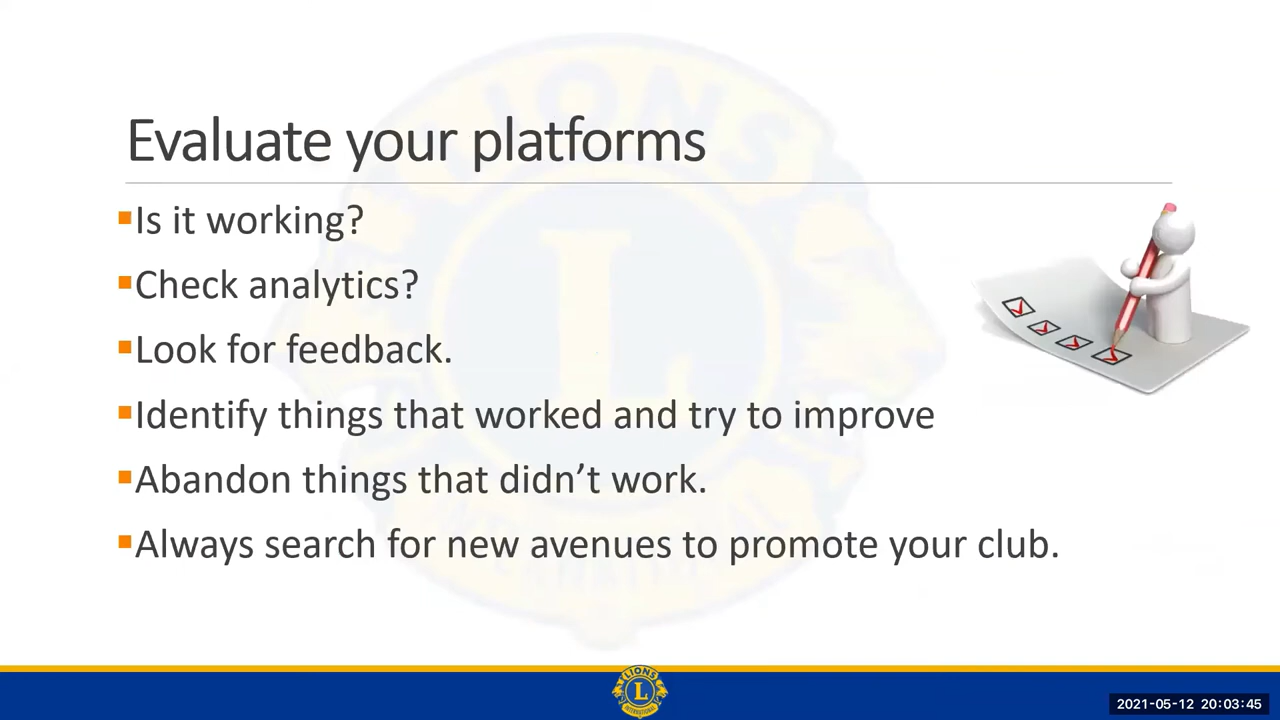 Evaluate your platforms
Is it working?
Check analytics?
Look for feedback.
Identify things that worked and try to improve
Abandon things that didn’t work.
Always search for new avenues to promote your club.
LIONS
L
INTERNATIONAL
2021-05-12 20:03:45